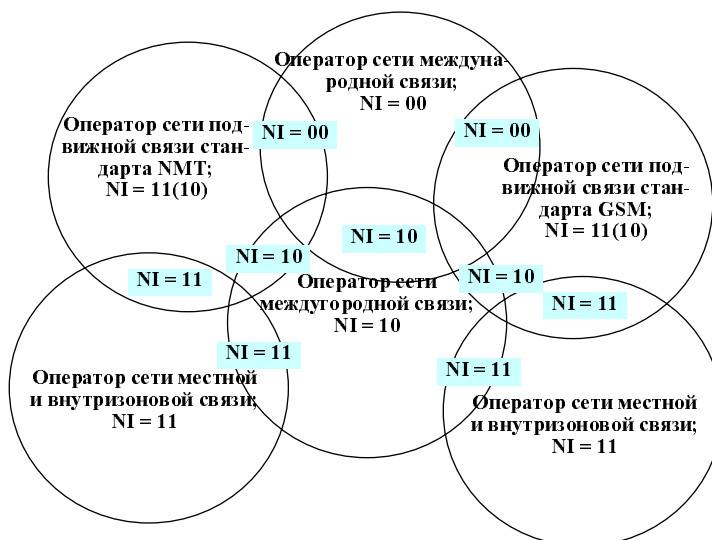 Оператор сети междуна-
родной связи;
NI = 00
Оператор сети под-
вижной связи стан-
дарта NMT;
NI = 11(10)
NI = 00
NI = 00
Оператор сети под-
вижной связи стан-
дарта GSM;
NI = 11(10)
NI = 10
NI = 10
NI = 11
NI = 10
NI = 11
Оператор сети
междугородной связи;
NI = 10
NI = 11
NI = 11
Оператор сети местной
и внутризоновой связи;
NI = 11
Оператор сети местной
и внутризоновой связи;
NI = 11